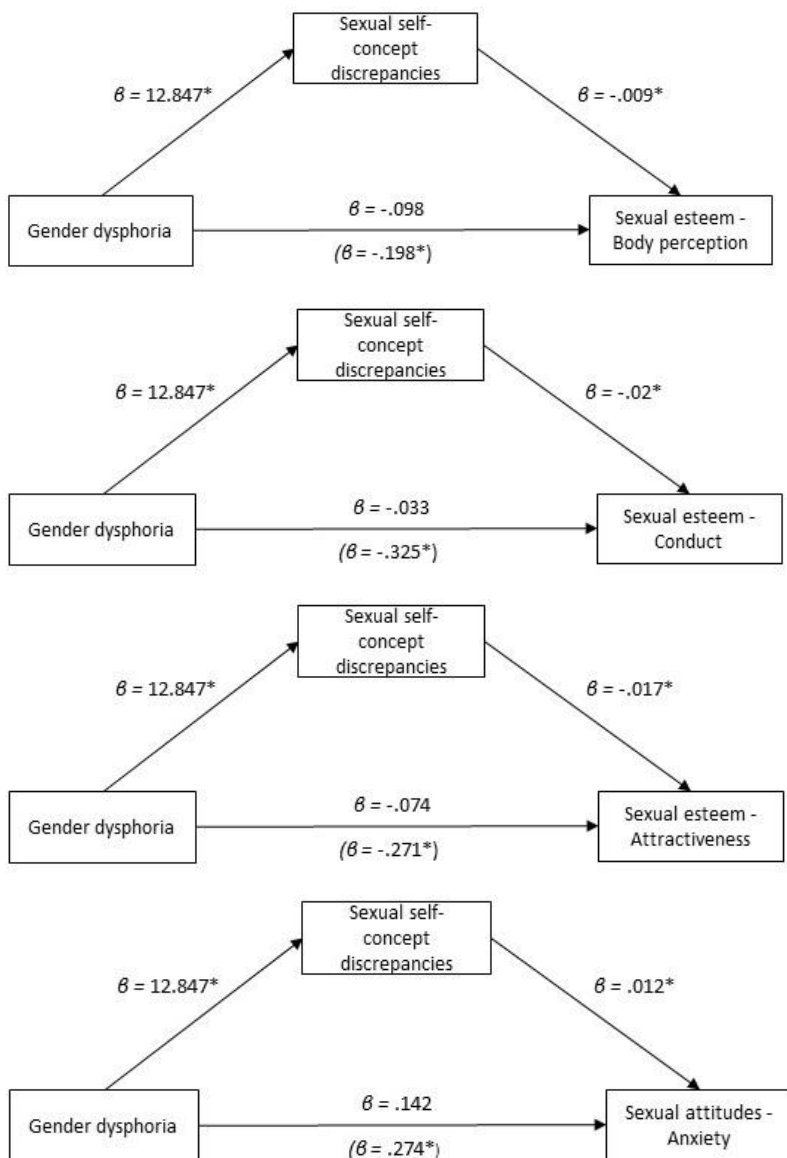 Sexual self-
concept
discrepancies
β = 12.847*
β = -.009*
Gender dysphoria
β = -.098
(β = -.198*)
Sexual esteem -
Body perception
Sexual self-
concept
discrepancies
β = 12.847*
β = -.02*
Gender dysphoria
β = -.033
(β = -.325*)
Sexual esteem -
Conduct
Sexual self-
concept
discrepancies
β = 12.847*
β = -.017*
Gender dysphoria
β = -.074
(β = -.271*)
Sexual esteem -
Attractiveness
Sexual self-
concept
discrepancies
β = 12.847*
β = .012*
Gender dysphoria
β = .142
(β = .274*)
Sexual attitudes -
Anxiety